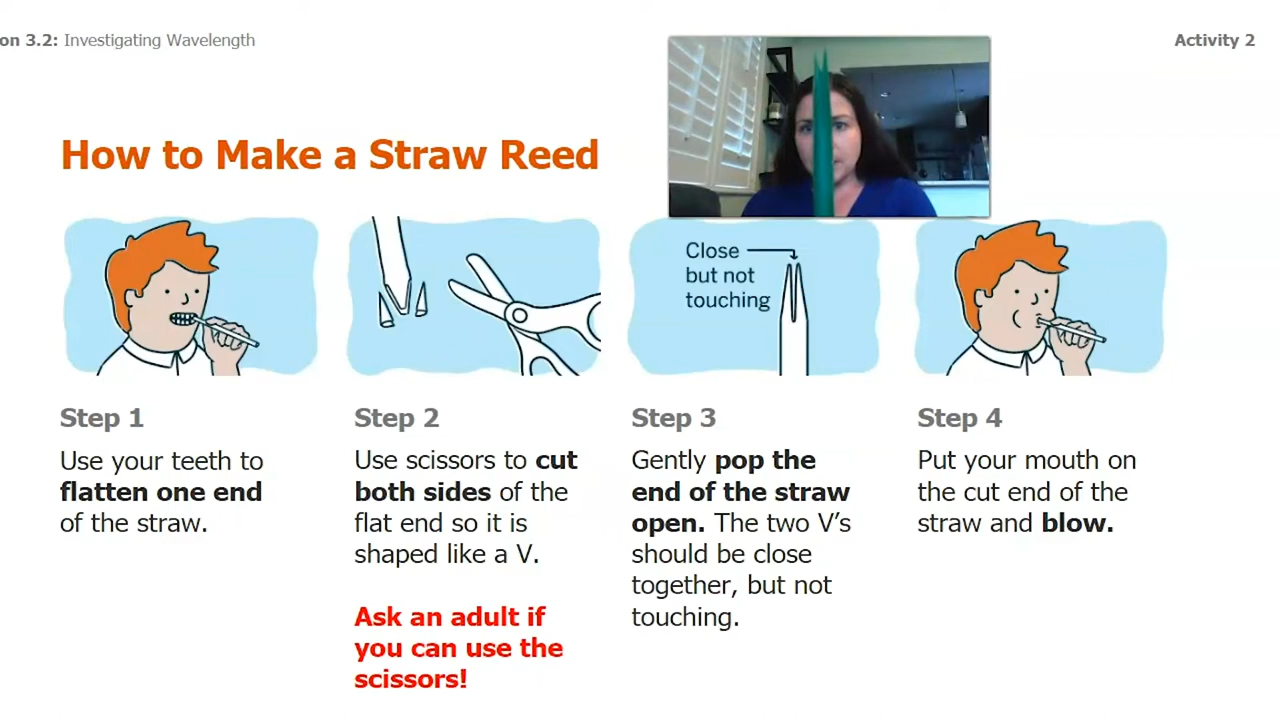 on 3.2: Investigating Wavelength
Activity 2
How to Make a Straw Reed
Close
but not
touching
Step 1
Use your teeth to
flatten one end
of the straw.
Step 2
Use scissors to cut
both sides of the
flat end so it is
shaped like a V.
Ask an adult if
you can use the
scissors!
Step 3
Gently pop the
end of the straw
open. The two V’s
should be close
together, but not
touching.
Step 4
Put your mouth on
the cut end of the
straw and blow.